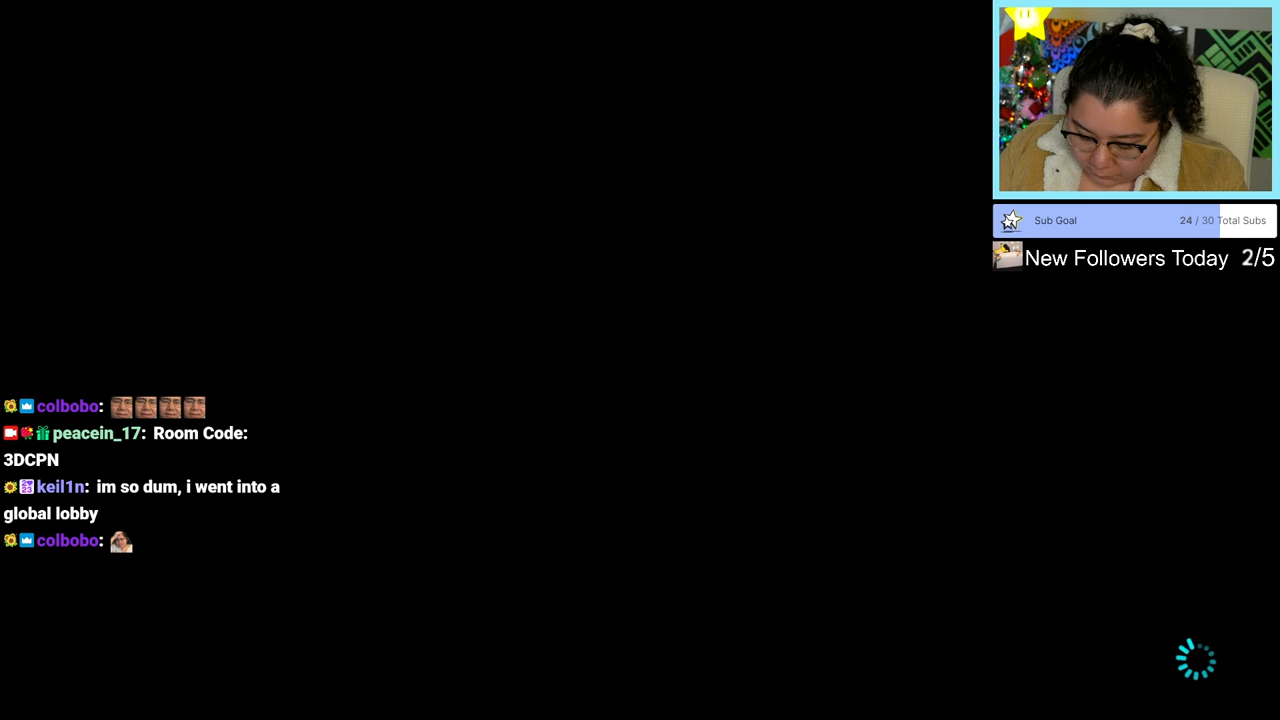 Sub Goal 24 / 30 Total Subs
New Followers Today 2/5
colbobo:
peacein_17: Room Code:
3DCPN
keil1n: im so dum, i went into a
global lobby
colbobo: